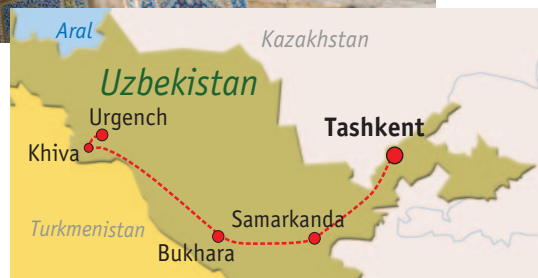 Aral
Kazakhstan
Uzbekistan
Urgench
Tashkent
Khiva
Samarkanda
Turkmenistan
Bukhara